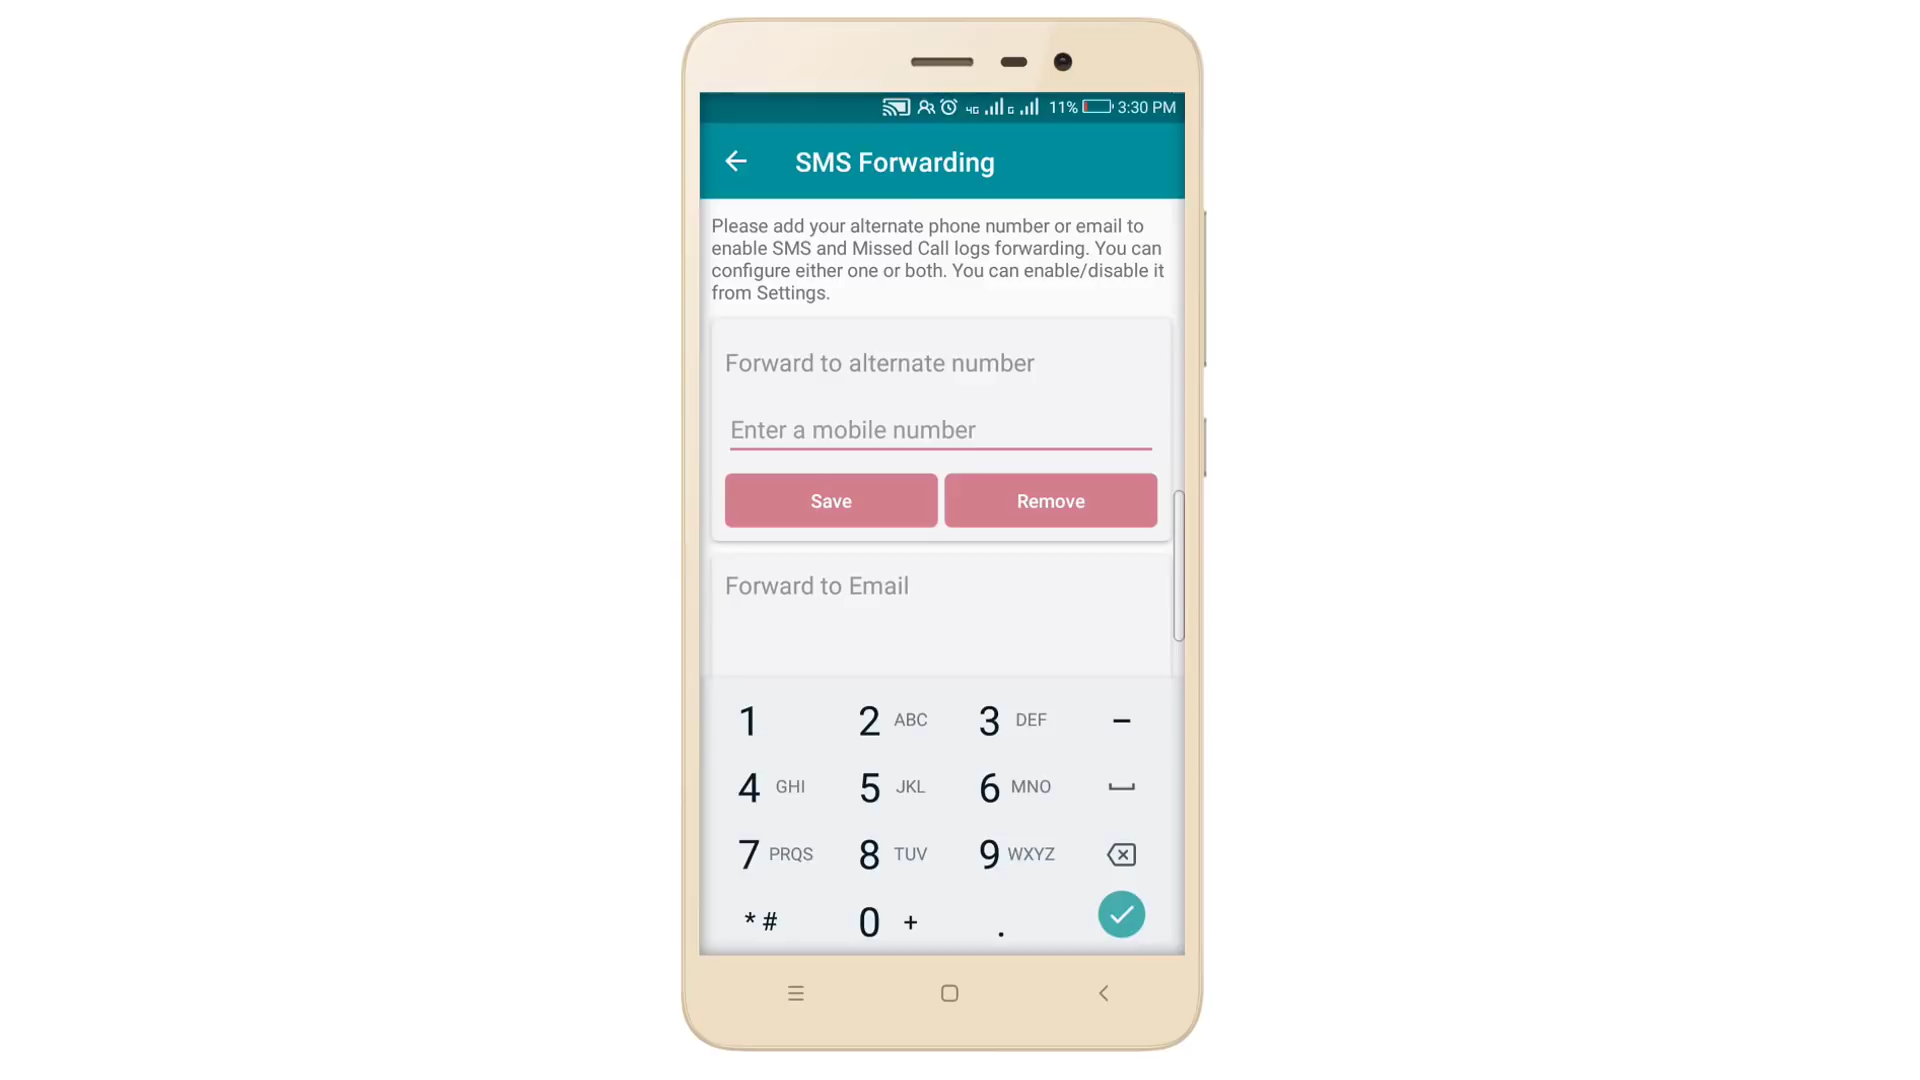 4G G 11% 3:30 PM
SMS Forwarding
Please add your alternate phone number or email to
enable SMS and Missed Call logs forwarding. You can
configure either one or both. You can enable/disable it
from Settings.
Forward to alternate number
Enter a mobile number
Save Remove
Forward to Email
1 2 ABC 3 DEF –
4 GHI 5 JKL 6 MNO
7 PRQS 8 TUV 9 WXYZ
* # 0 + .